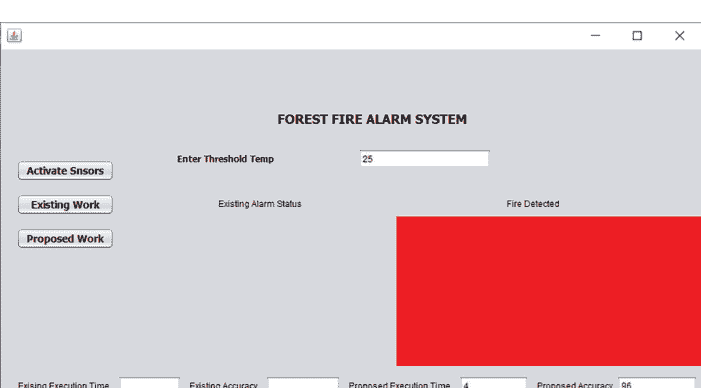 FOREST FIRE ALARM SYSTEM
Enter Threshold Temp 25
Activate Snsors
Existing Work Existing Alarm Status Fire Detected
Proposed Work
Exising Execution Time Existing Accuracy Proposed Execution Time 4 Proposed Accuracy 96